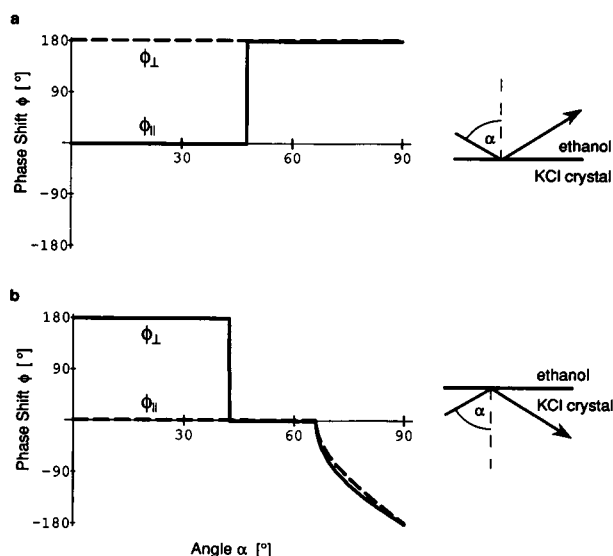 a
180
90
-90
-180
Phase Shift ϕ [°]
ϕ⊥
ϕ||
30
60
90
α
ethanol
KCl crystal
b
180
90
-90
-180
Phase Shift ϕ [°]
ϕ⊥
ϕ||
30
60
90
Angle α [°]
ethanol
KCl crystal
α